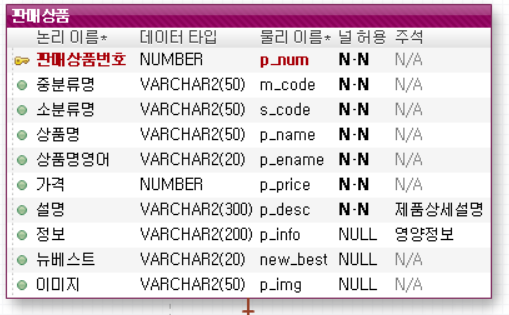 판매상품
논리 이름* 데이터 타입 물리 이름* 널 허용 주석
판매상품번호 NUMBER p_num N-N N/A
중분류명 VARCHAR2(50) m_code N-N N/A
소분류명 VARCHAR2(50) s_code N-N N/A
상품명 VARCHAR2(50) p_name N-N N/A
상품명영어 VARCHAR2(20) p_ename N-N N/A
가격 NUMBER p_price N-N N/A
설명 VARCHAR2(300) p_desc N-N 제품상세설명
정보 VARCHAR2(200) p_info NULL 영양정보
뉴베스트 VARCHAR2(20) new_best NULL N/A
이미지 VARCHAR2(50) p_img NULL N/A